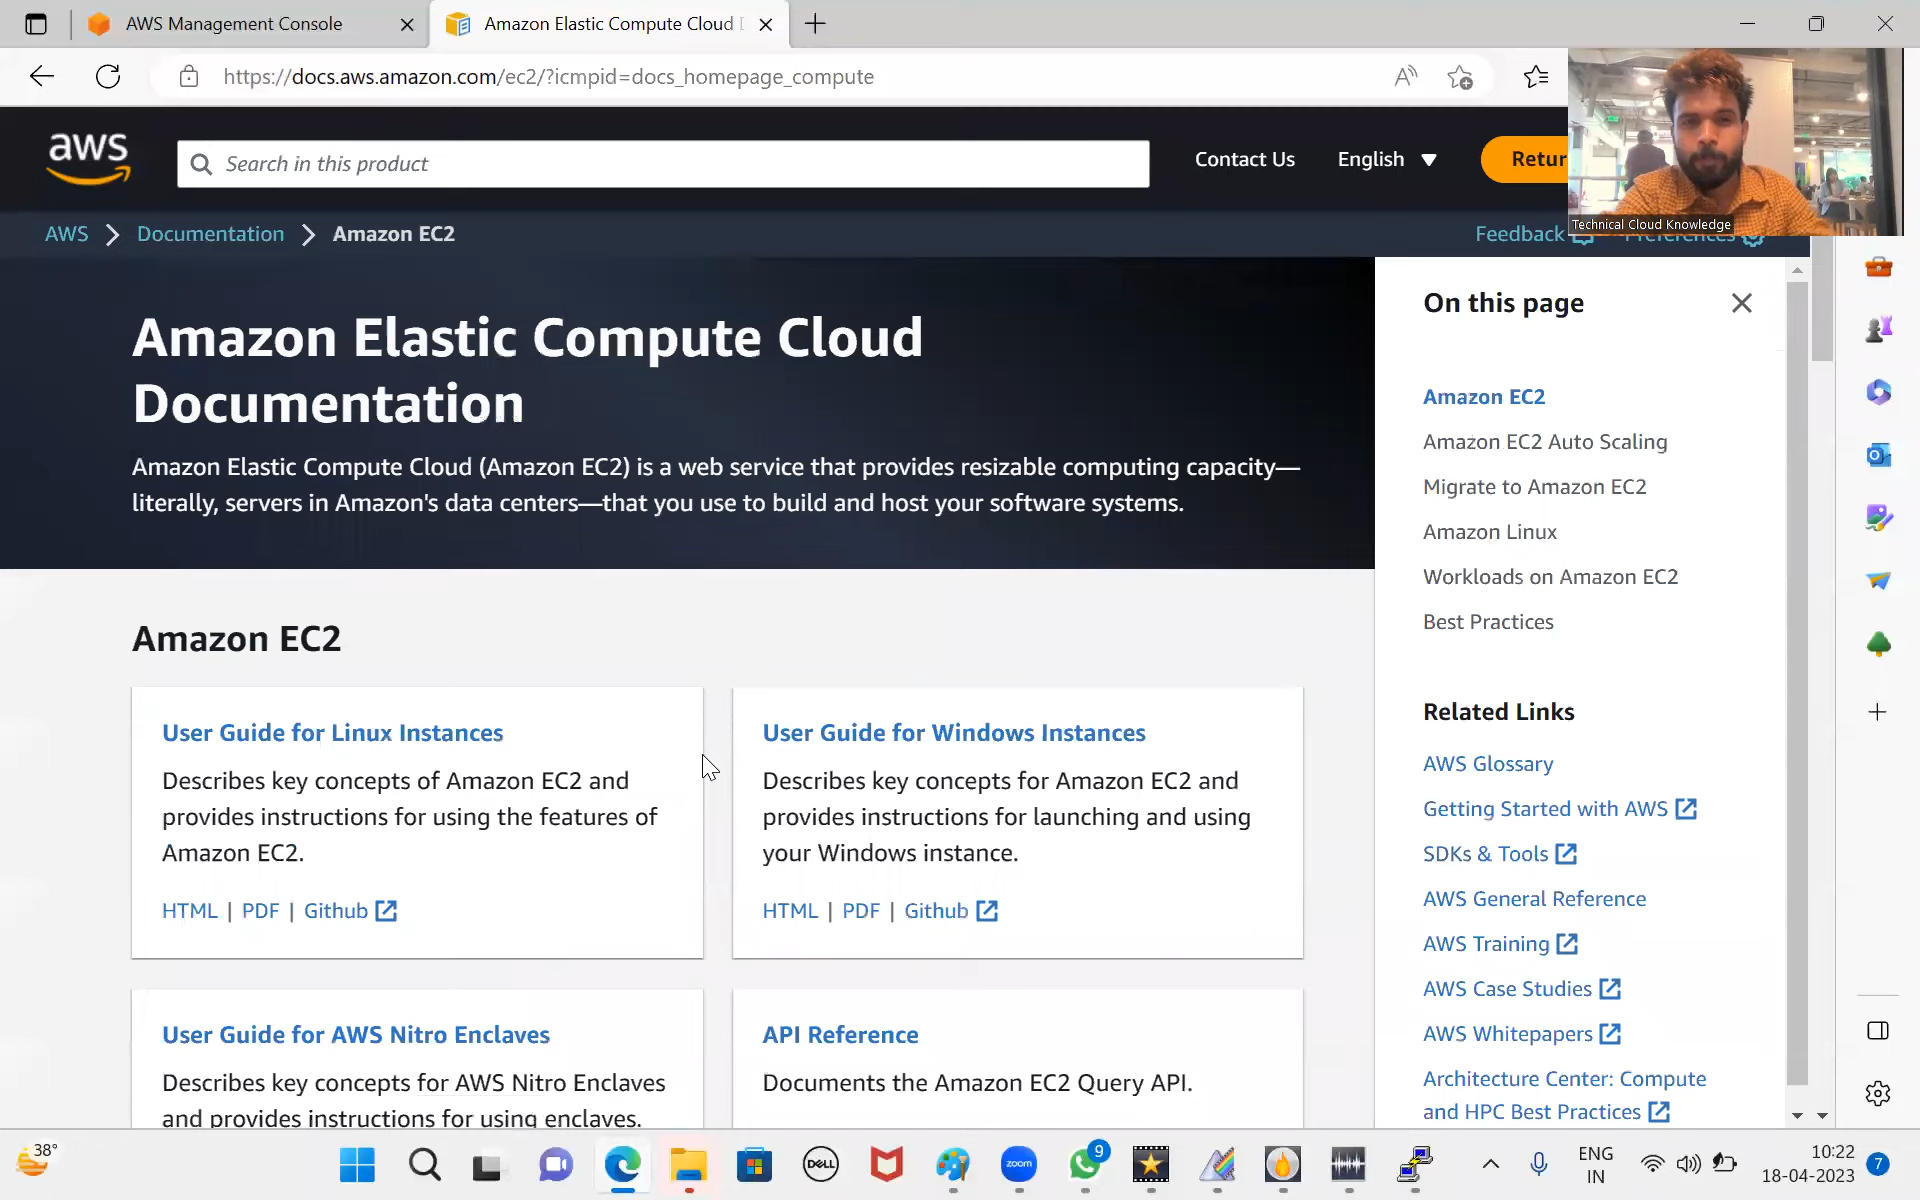 AWS Management Console
Amazon Elastic Compute Cloud
https://docs.aws.amazon.com/ec2/?icmpid=docs_homepage_compute
aws
Search in this product
Contact Us
English
Retur
Technical Cloud Knowledge
AWS > Documentation > Amazon EC2
Feedback
Preferences
Amazon Elastic Compute Cloud
Documentation
Amazon Elastic Compute Cloud (Amazon EC2) is a web service that provides resizable computing capacity—
literally, servers in Amazon's data centers—that you use to build and host your software systems.
Amazon EC2
User Guide for Linux Instances
Describes key concepts of Amazon EC2 and
provides instructions for using the features of
Amazon EC2.
HTML | PDF | Github
User Guide for Windows Instances
Describes key concepts for Amazon EC2 and
provides instructions for launching and using
your Windows instance.
HTML | PDF | Github
User Guide for AWS Nitro Enclaves
Describes key concepts for AWS Nitro Enclaves
and provides instructions for using enclaves.
API Reference
Documents the Amazon EC2 Query API.
On this page
Amazon EC2
Amazon EC2 Auto Scaling
Migrate to Amazon EC2
Amazon Linux
Workloads on Amazon EC2
Best Practices
Related Links
AWS Glossary
Getting Started with AWS
SDKs & Tools
AWS General Reference
AWS Training
AWS Case Studies
AWS Whitepapers
Architecture Center: Compute
and HPC Best Practices
38°
DELL
zoom
9
ENG
IN
10:22
18-04-2023
7